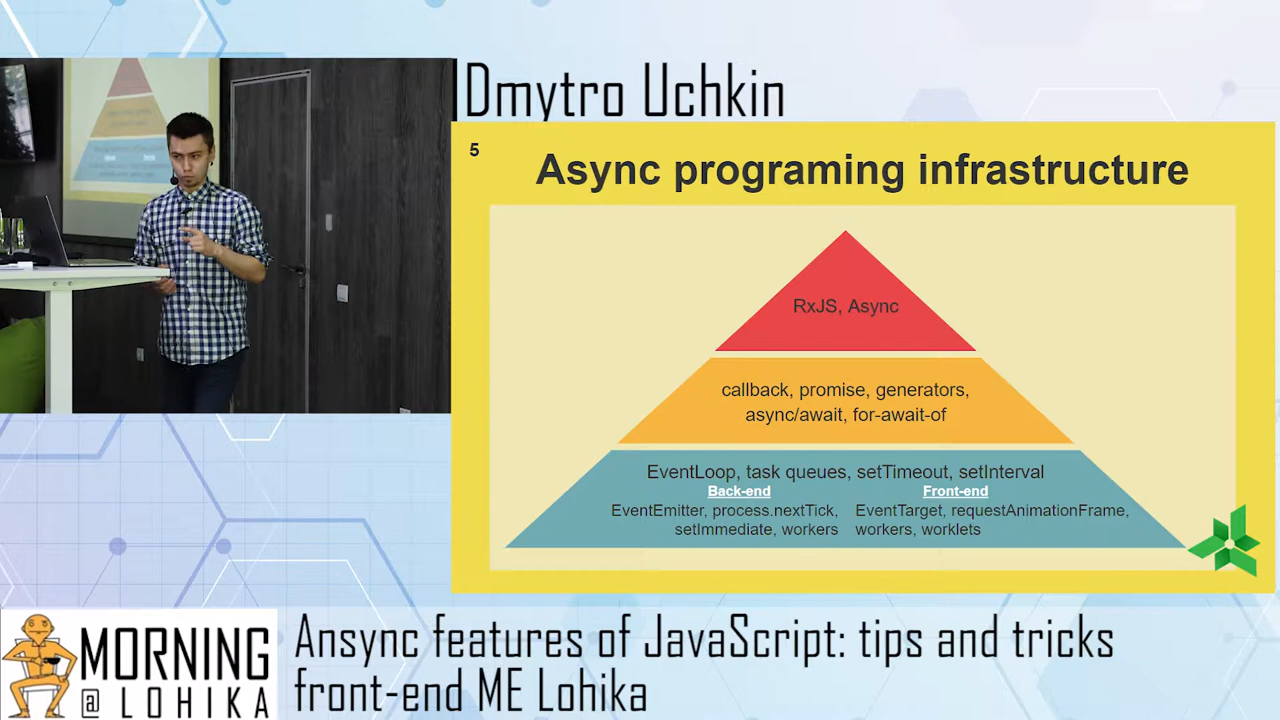 Dmytro Uchkin
5
Async programing infrastructure
RxJS, Async
callback, promise, generators,
async/await, for-await-of
EventLoop, task queues, setTimeout, setInterval
Back-end
EventEmitter, process.nextTick,
setImmediate, workers
Front-end
EventTarget, requestAnimationFrame,
workers, worklets
MORNING
@ LOHIKA
Ansync features of JavaScript: tips and tricks
front-end ME Lohika